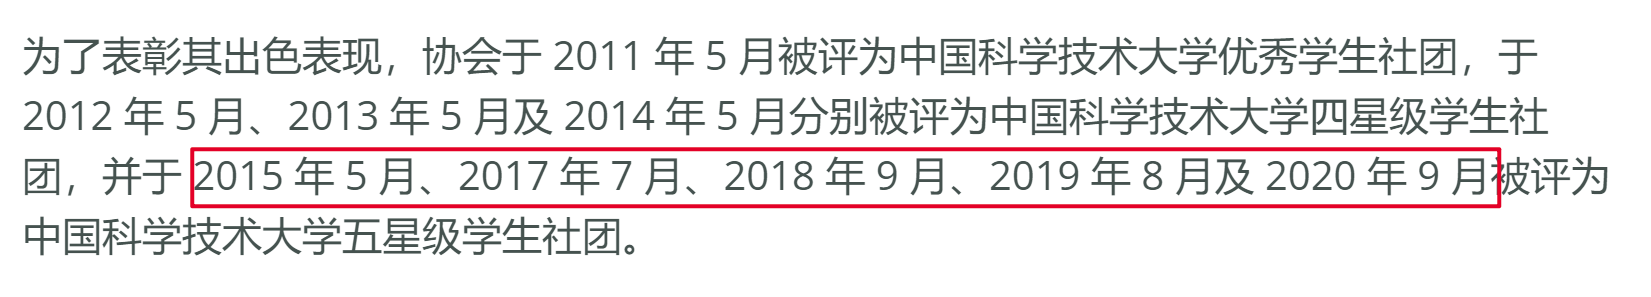 为了表彰其出色表现，协会于 2011 年 5 月被评为中国科学技术大学优秀学生社团，于
2012 年 5 月、2013 年 5 月及 2014 年 5 月分别被评为中国科学技术大学四星级学生社
团，并于 2015 年 5 月、2017 年 7 月、2018 年 9 月、2019 年 8 月及 2020 年 9 月被评为
中国科学技术大学五星级学生社团。